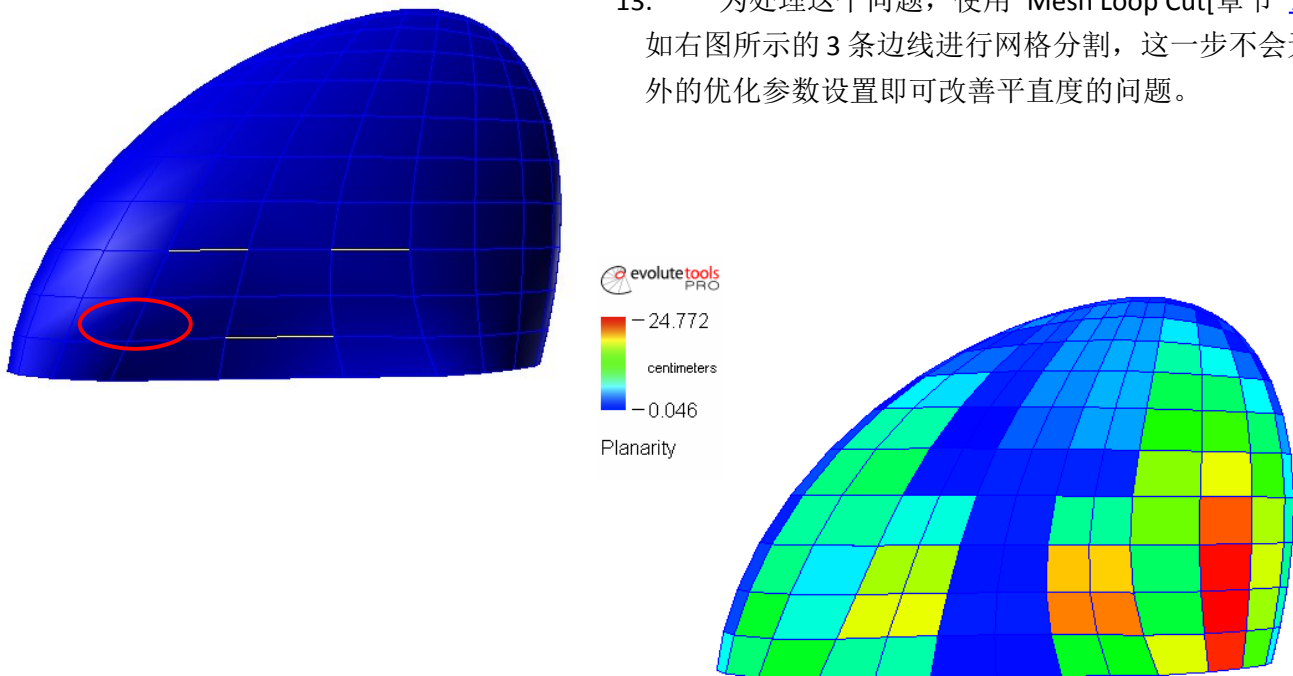 13. 为处理这个问题，使用 "Mesh Loop Cut[章节
如右图所示的 3 条边线进行网格分割，这一步不会
外的优化参数设置即可改善平直度的问题。
evolutetools
PRO
24.772
centimeters
0.046
Planarity